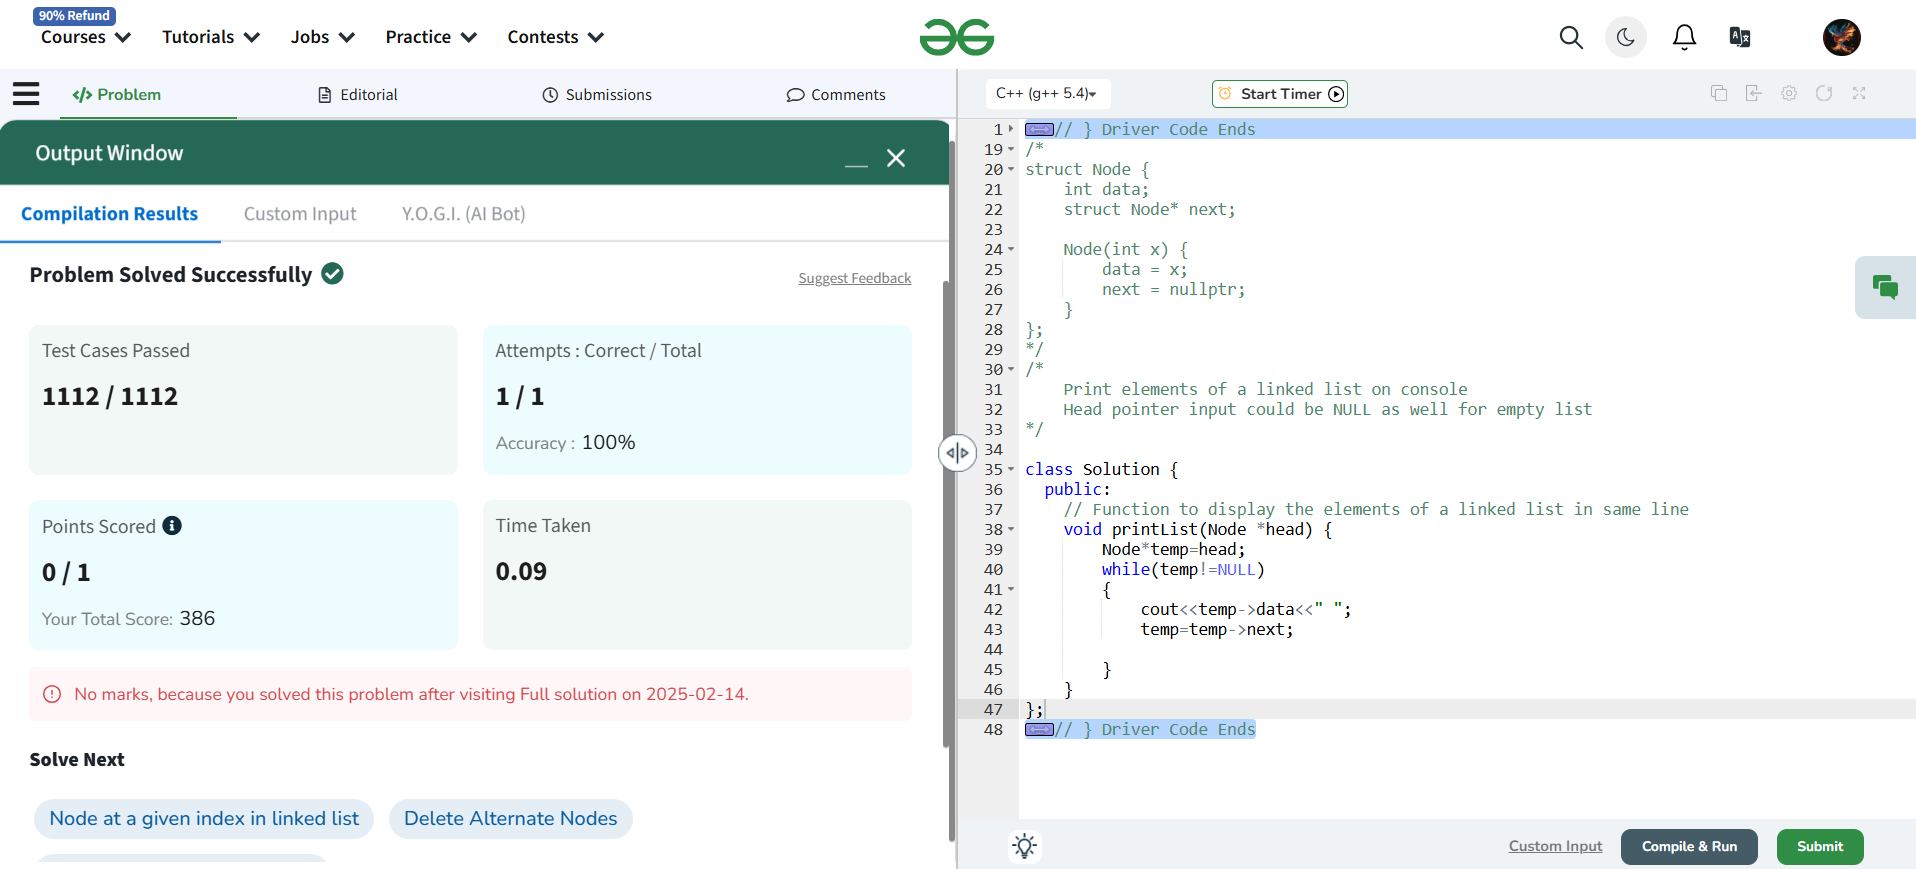 90% Refund
Courses Tutorials Jobs Practice Contests
Problem Editorial Submissions Comments
Output Window
Compilation Results Custom Input Y.O.G.I. (AI Bot)
Problem Solved Successfully
Suggest Feedback
Test Cases Passed
1112 / 1112
Attempts : Correct / Total
1 / 1
Accuracy : 100%
Points Scored
0 / 1
Your Total Score: 386
Time Taken
0.09
No marks, because you solved this problem after visiting Full solution on 2025-02-14.
Solve Next
Node at a given index in linked list Delete Alternate Nodes
C++ (g++ 5.4) Start Timer
1 // } Driver Code Ends
19 /*
20 struct Node {
21 int data;
22 struct Node* next;
23
24 Node(int x) {
25 data = x;
26 next = nullptr;
27 }
28 };
29 */
30 /*
31 Print elements of a linked list on console
32 Head pointer input could be NULL as well for empty list
33 */
34
35 class Solution {
36 public:
37 // Function to display the elements of a linked list in same line
38 void printList(Node *head) {
39 Node*temp=head;
40 while(temp!=NULL)
41 {
42 cout<<temp->data<<" ";
43 temp=temp->next;
44
45 }
46 }
47 };
48 // } Driver Code Ends
Custom Input Compile & Run Submit